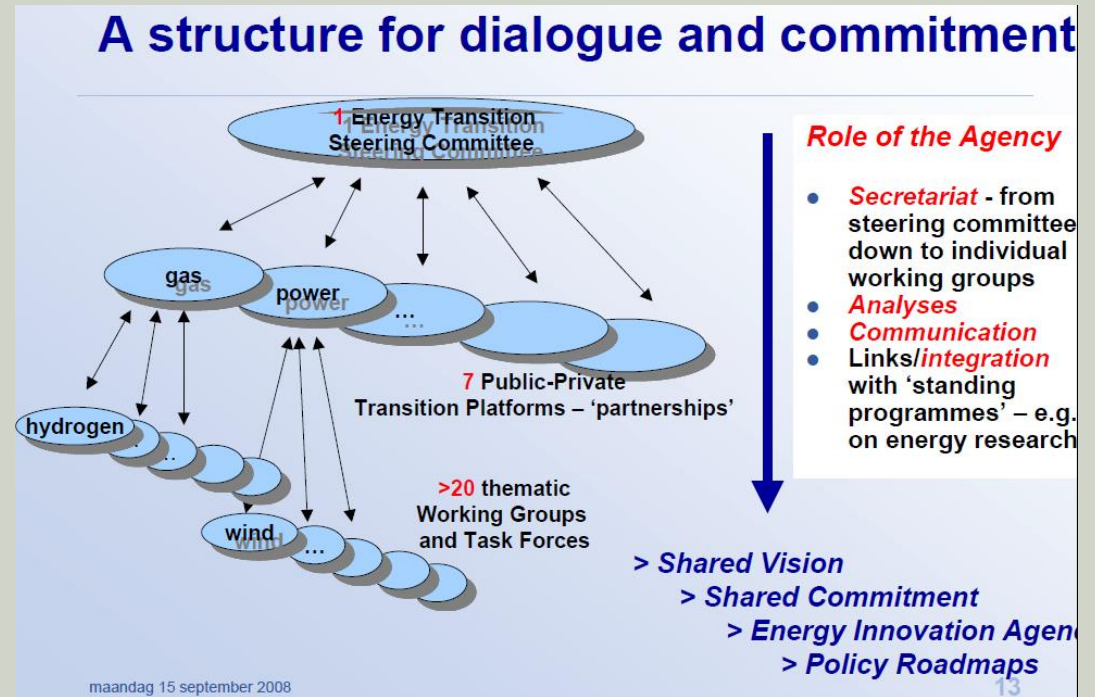 A structure for dialogue and commitment
1 Energy Transition
Steering Committee
gas
power
...
7 Public-Private
Transition Platforms – ‘partnerships’
hydrogen
..
wind
...
>20 thematic
Working Groups
and Task Forces
Role of the Agency
● Secretariat - from
steering committee
down to individual
working groups
● Analyses
● Communication
● Links/integration
with ‘standing
programmes’ – e.g.
on energy research
> Shared Vision
> Shared Commitment
> Energy Innovation Agen
> Policy Roadmaps
maandag 15 september 2008
13